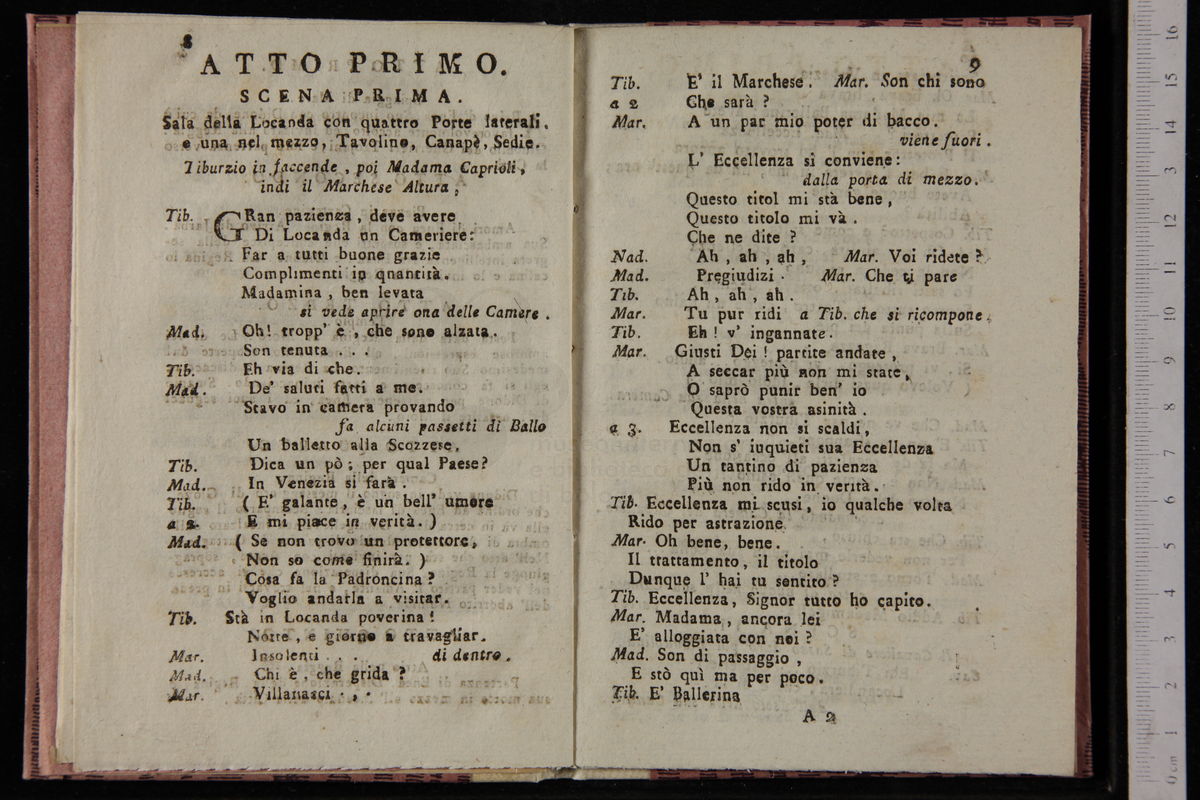 8
ATTO PRIMO.
SCENA PRIMA.
Sala della Locanda con quattro Porte laterali,
e una nel mezzo, Tavolino, Canapè, Sedie.
Tiburzio in faccende, poi Madama Caprioli,
indi il Marchese Altura,
Tib. GRan pazienza, deve avere
Di Locanda un Cameriere:
Far a tutti buone grazie
Complimenti in qnantità.
Madamina, ben levata
si vede aprire ona delle Camere.
Mad. Oh! tropp' è, che sono alzata.
Son tenuta . . .
Tib. Eh via di che.
Mad. De' saluti fatti a me.
Stavo in camera provando
fa alcuni passetti di Ballo
Un balletto alla Scozzese,
Tib. Dica un pò; per qual Paese?
Mad. In Venezia si farà.
Tib. ( E' galante, è un bell' umore
a 2. E mi piace in verità. )
Mad. ( Se non trovo un protettore,
Non so come finirà. )
Cosa fa la Padroncina?
Voglio andarla a visitar.
Tib. Stà in Locanda poverina!
Notte, e giorno a travagliar.
Mar. Insolenti . . . . di dentro.
Mad. Chi è, che grida?
Mar. Villanacci . , .
9
Tib. E' il Marchese. Mar. Son chi sono
a 2 Che sarà?
Mar. A un par mio poter di bacco.
viene fuori.
L' Eccellenza si conviene:
dalla porta di mezzo.
Questo titol mi stà bene,
Questo titolo mi và.
Che ne dite?
Nad. Ah, ah, ah, Mar. Voi ridete?
Mad. Pregiudizi. Mar. Che ti pare
Tib. Ah, ah, ah.
Mar. Tu pur ridi a Tib. che si ricompone.
Tib. Eh! v' ingannate.
Mar. Giusti Dei! partite andate,
A seccar più non mi state,
O saprò punir ben' io
Questa vostra asinità.
a 3. Eccellenza non si scaldi,
Non s' iuquieti sua Eccellenza
Un tantino di pazienza
Più non rido in verità.
Tib. Eccellenza mi scusi, io qualche volta
Rido per astrazione.
Mar. Oh bene, bene.
Il trattamento, il titolo
Dunque l' hai tu sentito?
Tib. Eccellenza, Signor tutto ho capito.
Mar. Madama, ancora lei
E' alloggiata con noi?
Mad. Son di passaggio,
E stò quì ma per poco.
Tib. E' Ballerina
A 2